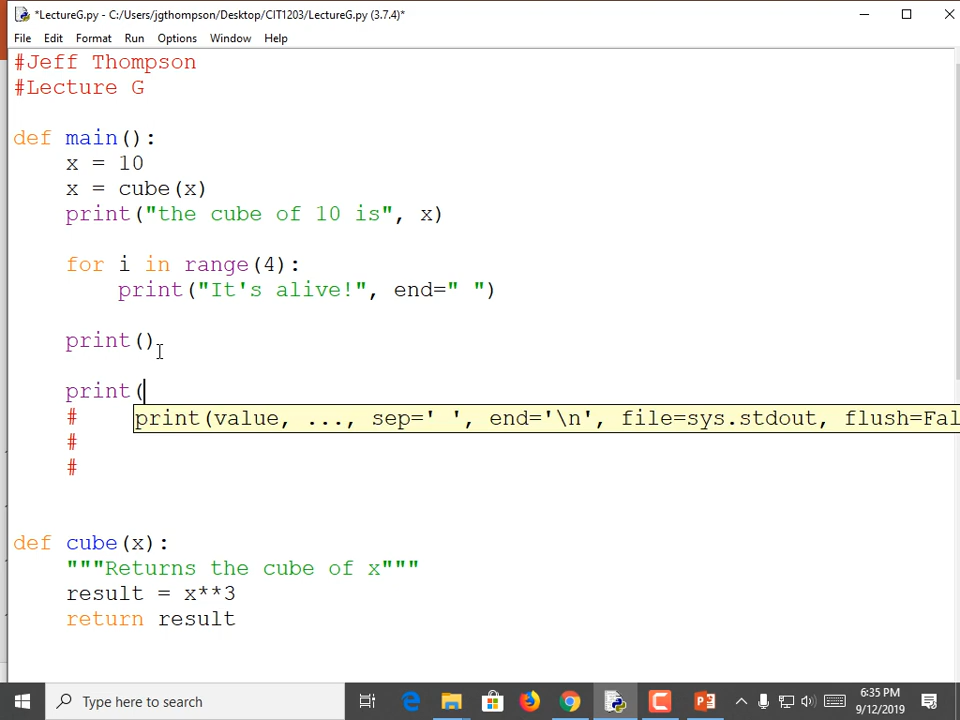 *LectureG.py - C:/Users/jgthompson/Desktop/CIT1203/LectureG.py (3.7.4)*
File Edit Format Run Options Window Help
#Jeff Thompson
#Lecture G
def main():
    x = 10
    x = cube(x)
    print("the cube of 10 is", x)
    for i in range(4):
        print("It's alive!", end=" ")
    print()
    print(
    #
print(value, ..., sep=' ', end='\n', file=sys.stdout, flush=Fal
    #
    #
def cube(x):
    """Returns the cube of x"""
    result = x**3
    return result
Type here to search
6:35 PM
9/12/2019